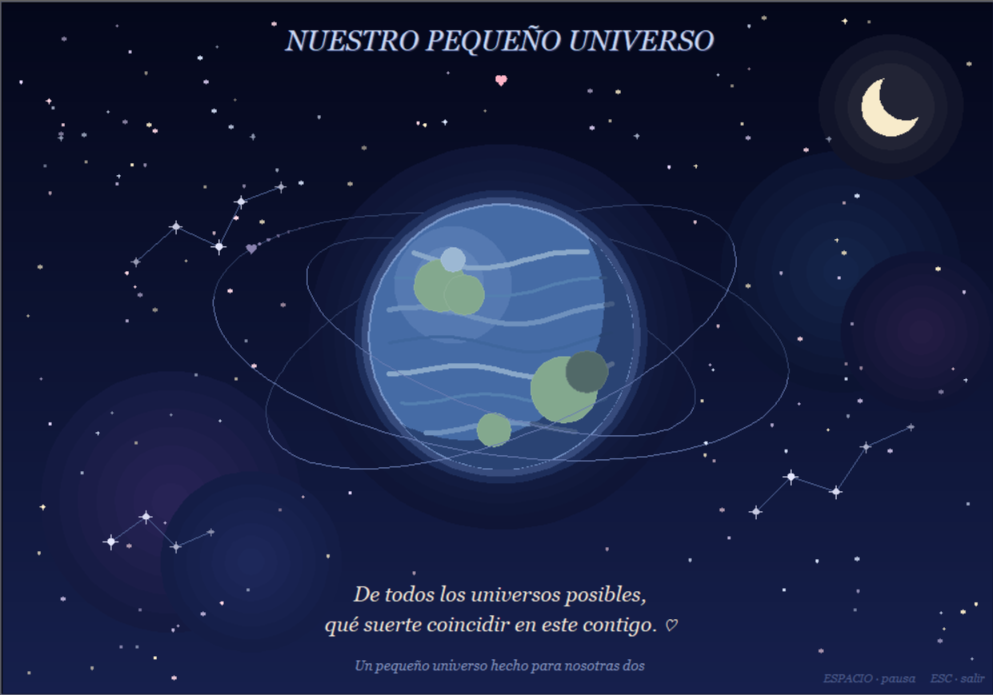 NUESTRO PEQUEÑO UNIVERSO
De todos los universos posibles,
qué suerte coincidir en este contigo. ♡
Un pequeño universo hecho para nosotras dos
ESPACIO · pausa ESC · salir